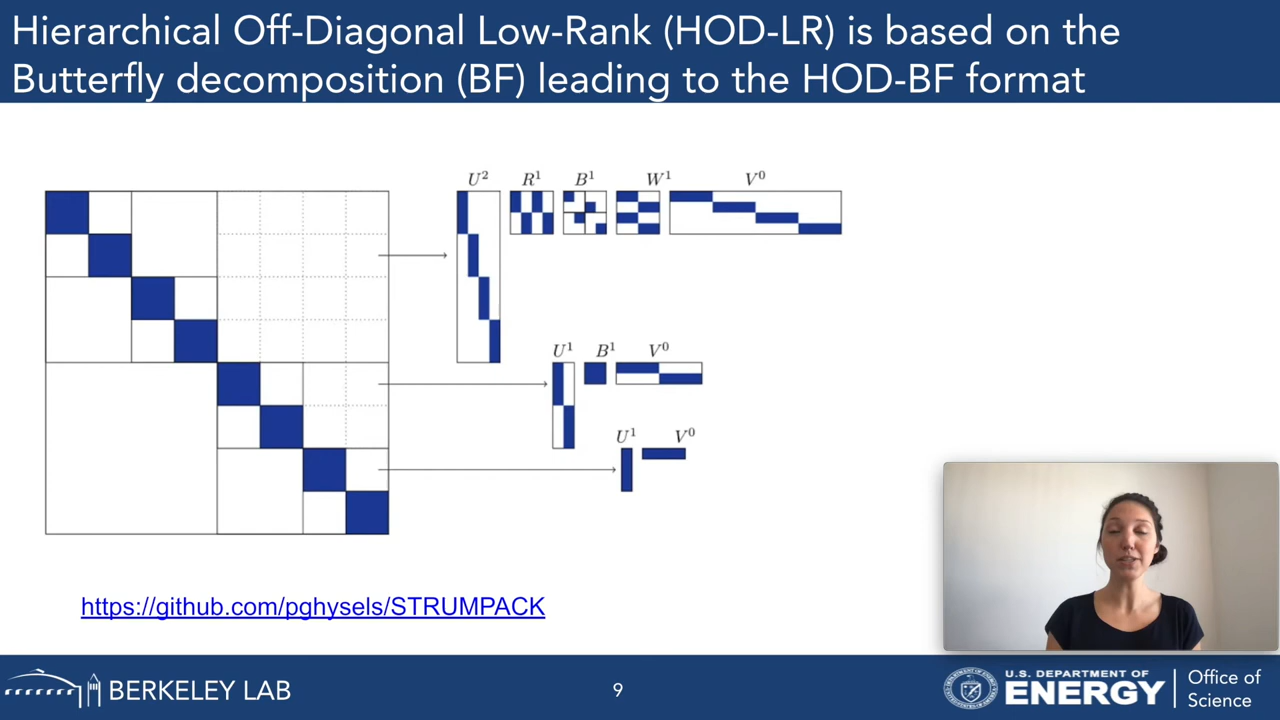 Hierarchical Off-Diagonal Low-Rank (HOD-LR) is based on the
Butterfly decomposition (BF) leading to the HOD-BF format
U² R¹ B¹ W¹ V⁰
U¹ B¹ V⁰
U¹ V⁰
https://github.com/pghysels/STRUMPACK
BERKELEY LAB
9
U.S. DEPARTMENT OF
ENERGY
Office of
Science